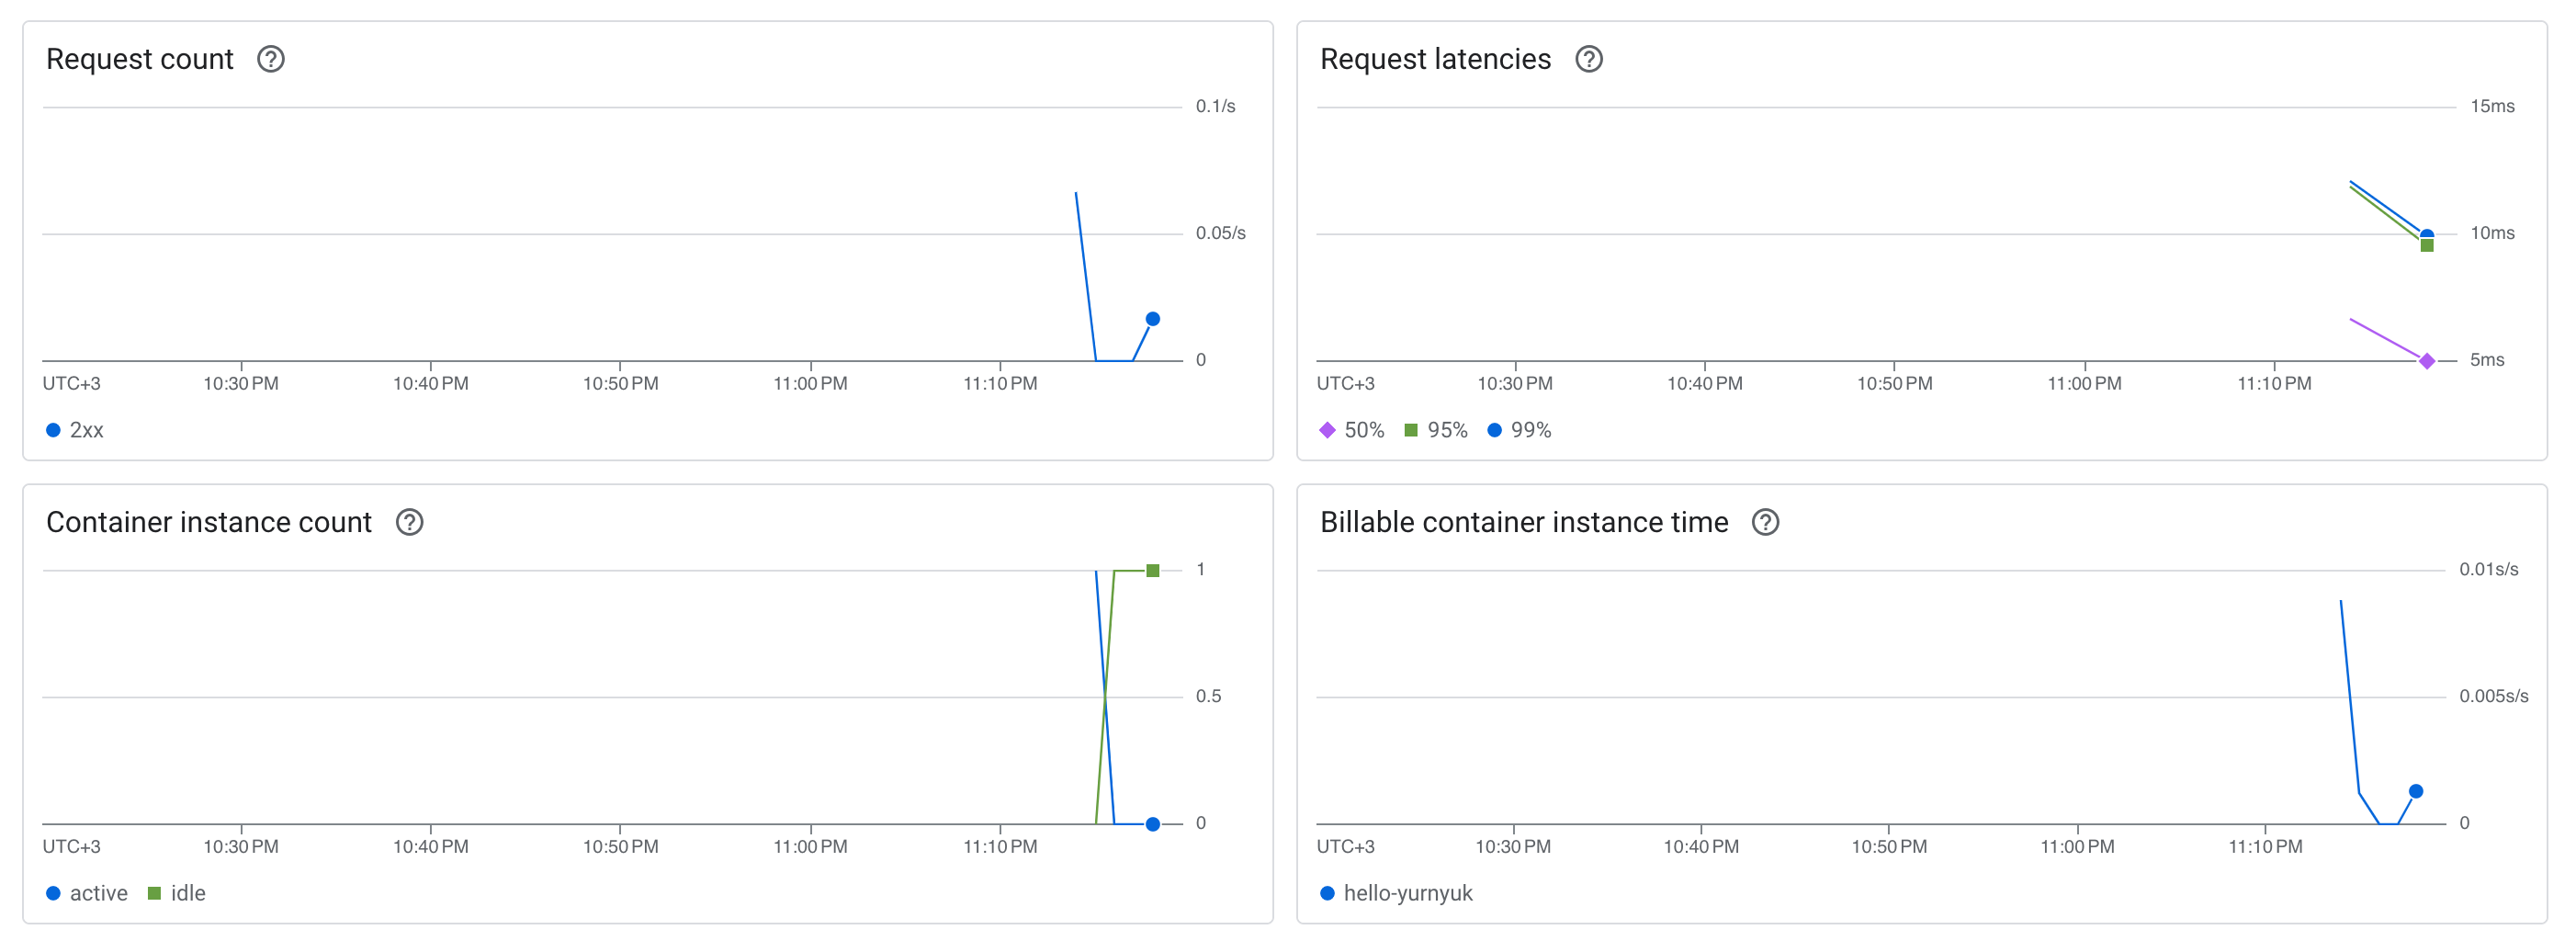 Request count
0.1/s
0.05/s
0
UTC+3 10:30 PM 10:40 PM 10:50 PM 11:00 PM 11:10 PM
2xx
Request latencies
15ms
10ms
5ms
UTC+3 10:30 PM 10:40 PM 10:50 PM 11:00 PM 11:10 PM
50% 95% 99%
Container instance count
1
0.5
0
UTC+3 10:30 PM 10:40 PM 10:50 PM 11:00 PM 11:10 PM
active idle
Billable container instance time
0.01s/s
0.005s/s
0
UTC+3 10:30 PM 10:40 PM 10:50 PM 11:00 PM 11:10 PM
hello-yurnyuk